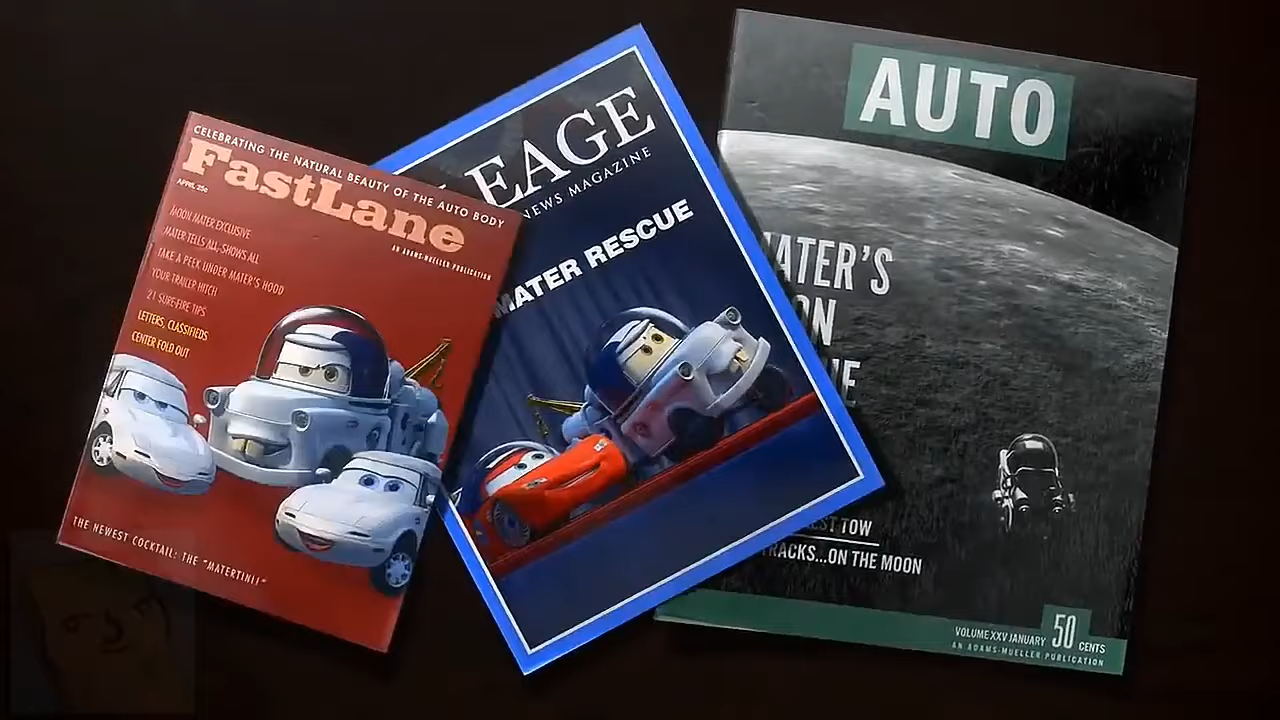 CELEBRATING THE NATURAL BEAUTY OF THE AUTO BODY
FastLane
APRIL 25¢
AN ADAMS-MUELLER PUBLICATION
MOON MATER EXCLUSIVE
MATER TELLS ALL, SHOWS ALL
TAKE A PEEK UNDER MATER'S HOOD
YOUR TRAILER HITCH
21 SURE-FIRE TIPS
LETTERS, CLASSIFIEDS
CENTER FOLD OUT
THE NEWEST COCKTAIL: THE "MATERTINI!"
EAGE
NEWS MAGAZINE
MATER RESCUE
AUTO
ATER'S
ON
UE
EST TOW
TRACKS...ON THE MOON
VOLUME XXV JANUARY 50 CENTS
AN ADAMS-MUELLER PUBLICATION